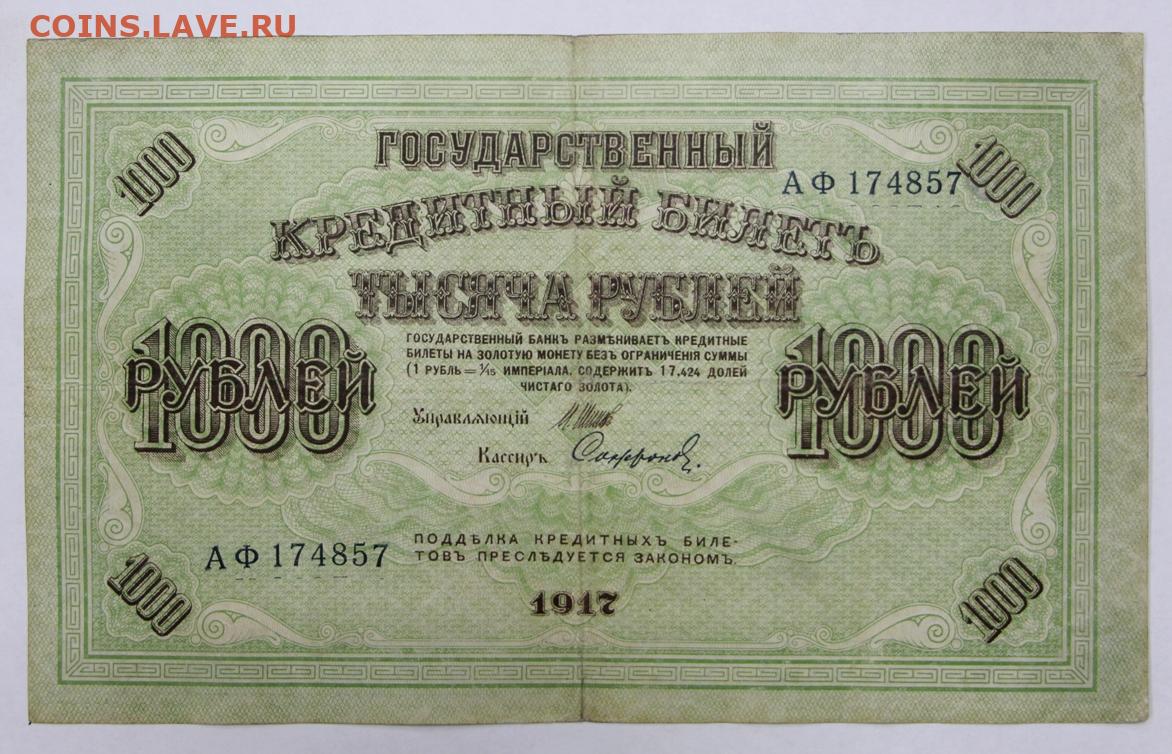 COINS.LAVE.RU
ГОСУДАРСТВЕННЫЙ
1000 1000
АФ 174857
КРЕДИТНЫЙ БИЛЕТЪ
ТЫСЯЧА РУБЛЕЙ
1000 РУБЛЕЙ
ГОСУДАРСТВЕННЫЙ БАНКЪ РАЗМѢНИВАЕТЪ КРЕДИТНЫЕ
БИЛЕТЫ НА ЗОЛОТУЮ МОНЕТУ БЕЗЪ ОГРАНИЧЕНІЯ СУММЫ
(1 РУБЛЬ = 1/15 ИМПЕРІАЛА, СОДЕРЖИТЪ 17.424 ДОЛЕЙ
ЧИСТАГО ЗОЛОТА).
1000 РУБЛЕЙ
Управляющій И. Шипов
Кассиръ Софронов
АФ 174857
ПОДДѢЛКА КРЕДИТНЫХЪ БИЛЕ-
ТОВЪ ПРЕСЛѢДУЕТСЯ ЗАКОНОМЪ.
1000 1000
1917